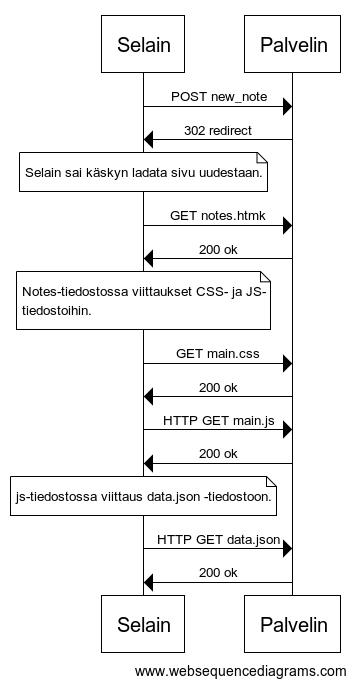 Selain Palvelin
POST new_note
302 redirect
Selain sai käskyn ladata sivu uudestaan.
GET notes.htmk
200 ok
Notes-tiedostossa viittaukset CSS- ja JS-
tiedostoihin.
GET main.css
200 ok
HTTP GET main.js
200 ok
js-tiedostossa viittaus data.json -tiedostoon.
HTTP GET data.json
200 ok
Selain Palvelin
www.websequencediagrams.com